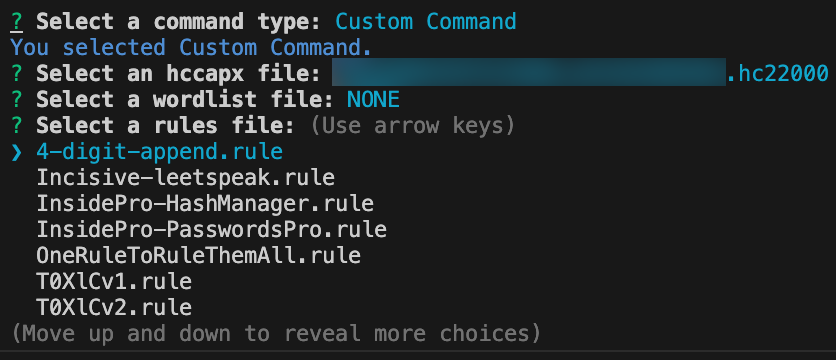 ? Select a command type: Custom Command
You selected Custom Command.
? Select an hccapx file: .hc22000
? Select a wordlist file: NONE
? Select a rules file: (Use arrow keys)
❯ 4-digit-append.rule
Incisive-leetspeak.rule
InsidePro-HashManager.rule
InsidePro-PasswordsPro.rule
OneRuleToRuleThemAll.rule
T0XlCv1.rule
T0XlCv2.rule
(Move up and down to reveal more choices)